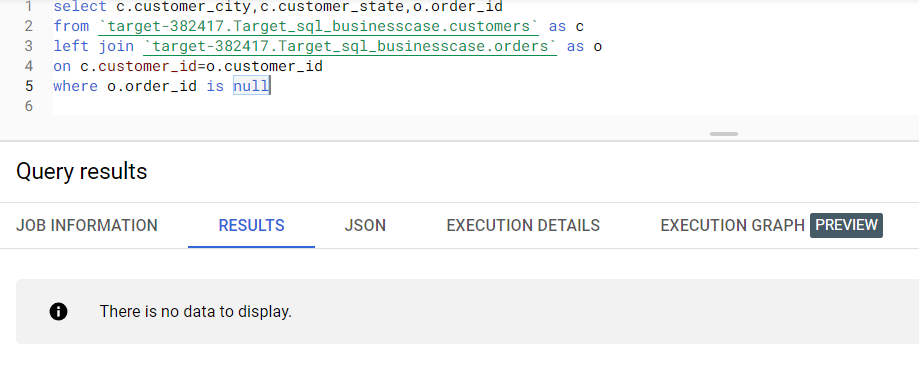 1 select c.customer_city,c.customer_state,o.order_id
2 from `target-382417.Target_sql_businesscase.customers` as c
3 left join `target-382417.Target_sql_businesscase.orders` as o
4 on c.customer_id=o.customer_id
5 where o.order_id is null
6
Query results
JOB INFORMATION RESULTS JSON EXECUTION DETAILS EXECUTION GRAPH PREVIEW
There is no data to display.